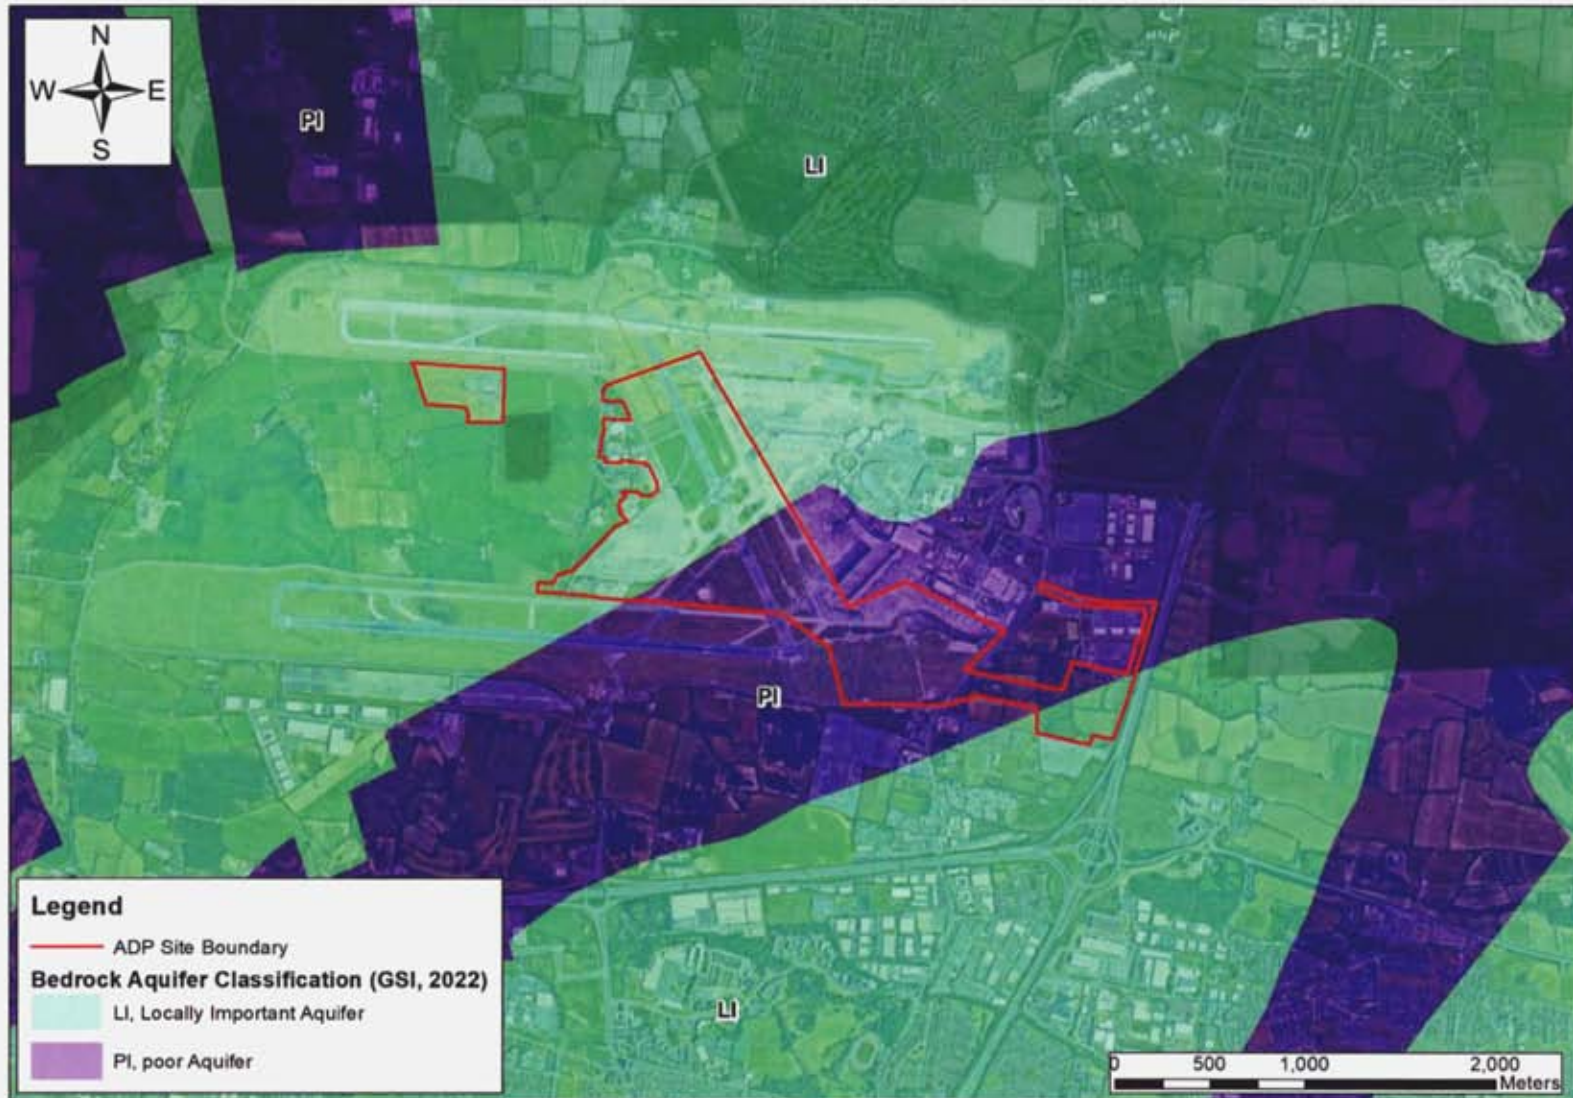 N
W E
S
PI
LI
PI
LI
Legend
ADP Site Boundary
Bedrock Aquifer Classification (GSI, 2022)
LI, Locally Important Aquifer
PI, poor Aquifer
0 500 1,000 2,000
Meters